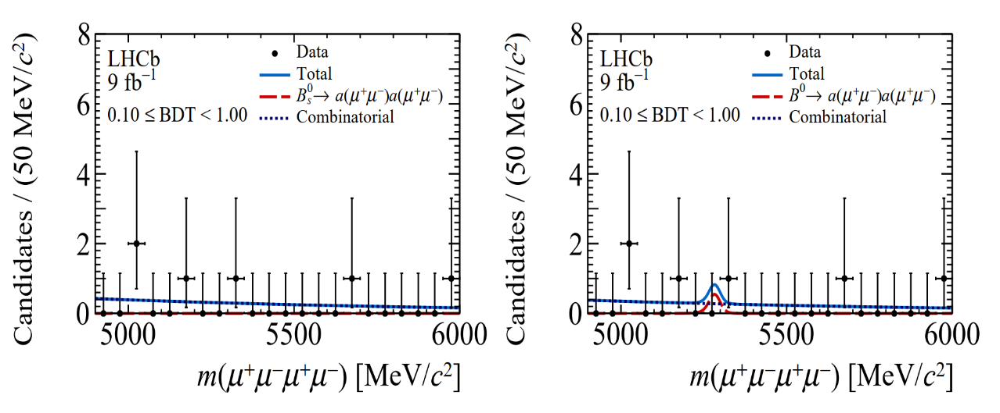 Candidates / (50 MeV/c²)
8
6
4
2
0
LHCb
9 fb⁻¹
0.10 ≤ BDT < 1.00
Data
Total
B⁰ₛ → a(μ⁺μ⁻)a(μ⁺μ⁻)
Combinatorial
5000 5500 6000
m(μ⁺μ⁻μ⁺μ⁻) [MeV/c²]
Candidates / (50 MeV/c²)
8
6
4
2
0
LHCb
9 fb⁻¹
0.10 ≤ BDT < 1.00
Data
Total
B⁰ → a(μ⁺μ⁻)a(μ⁺μ⁻)
Combinatorial
5000 5500 6000
m(μ⁺μ⁻μ⁺μ⁻) [MeV/c²]